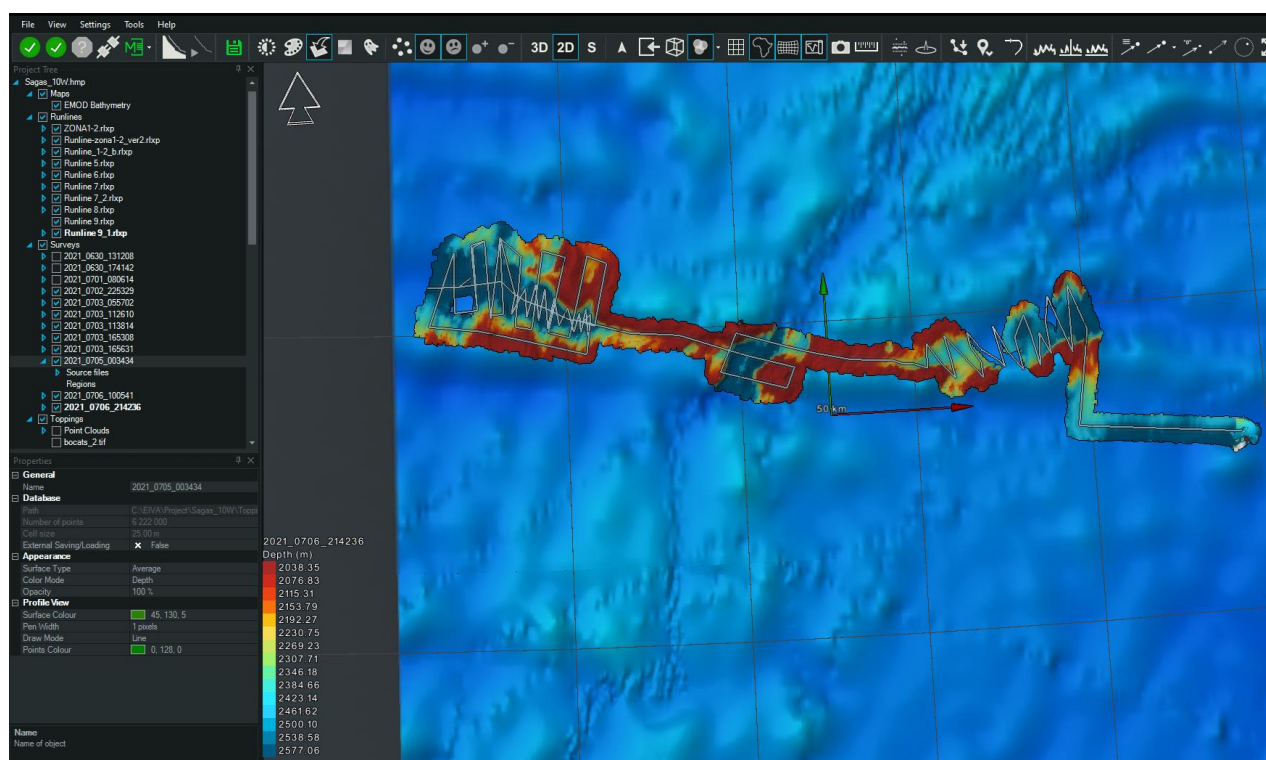 File View Settings Tools Help
3D 2D S
Project Tree
Sagas_10W.hmp
Maps
EMOD Bathymetry
Runlines
ZONA1-2.rlxp
Runline-zona1-2_ver2.rlxp
Runline_1-2_b.rlxp
Runline 5.rlxp
Runline 6.rlxp
Runline 7.rlxp
Runline 7_2.rlxp
Runline 8.rlxp
Runline 9.rlxp
Runline 9_1.rlxp
Surveys
2021_0630_131208
2021_0630_174142
2021_0701_080614
2021_0702_225329
2021_0703_055702
2021_0703_112610
2021_0703_113814
2021_0703_165308
2021_0703_165631
2021_0705_003434
Source files
Regions
2021_0706_100541
2021_0706_214236
Toppings
Point Clouds
bocats_2.tif
Properties
General
Name 2021_0705_003434
Database
Path C:\EIVA\Project\Sagas_10W\Toppi
Number of points 6 222 000
Cell size 25.00 m
External Saving/Loading False
Appearance
Surface Type Average
Color Mode Depth
Opacity 100 %
Profile View
Surface Colour 45, 130, 5
Pen Width 1 pixels
Draw Mode Line
Points Colour 0, 128, 0
Name
Name of object
50 km
2021_0706_214236
Depth (m)
2038.35
2076.83
2115.31
2153.79
2192.27
2230.75
2269.23
2307.71
2346.18
2384.66
2423.14
2461.62
2500.10
2538.58
2577.06